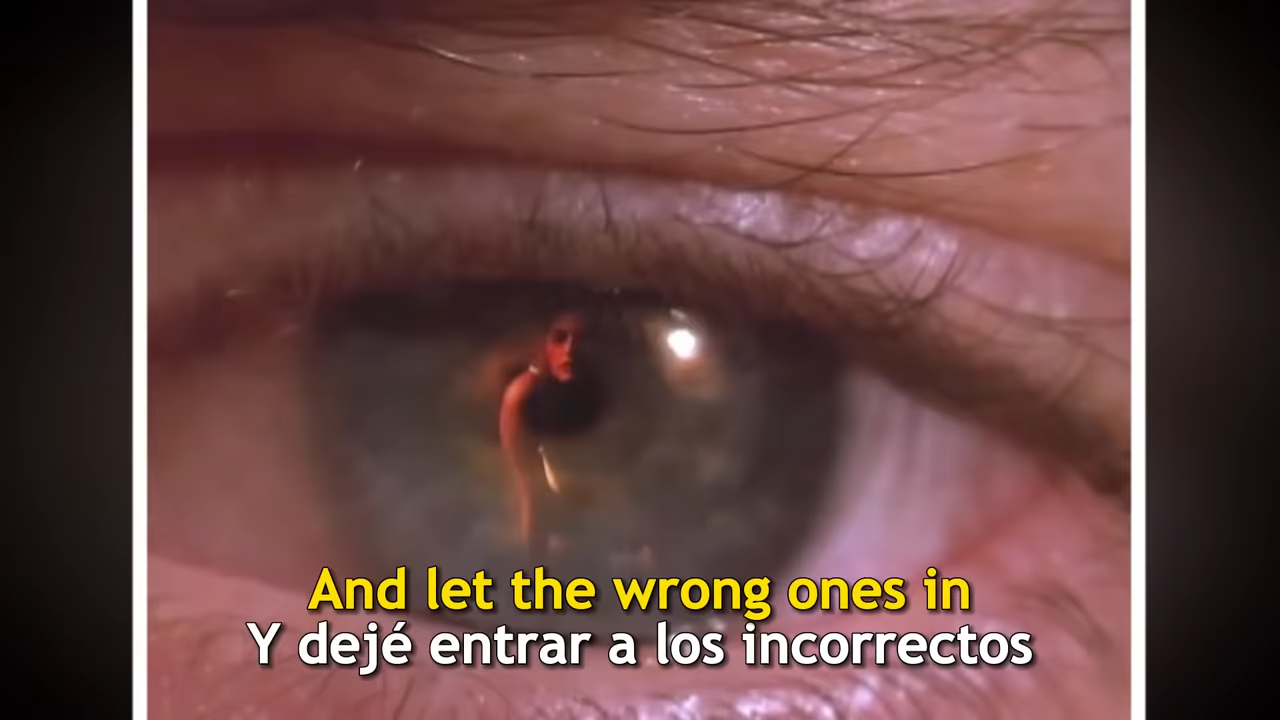 And let the wrong ones in
Y dejé entrar a los incorrectos